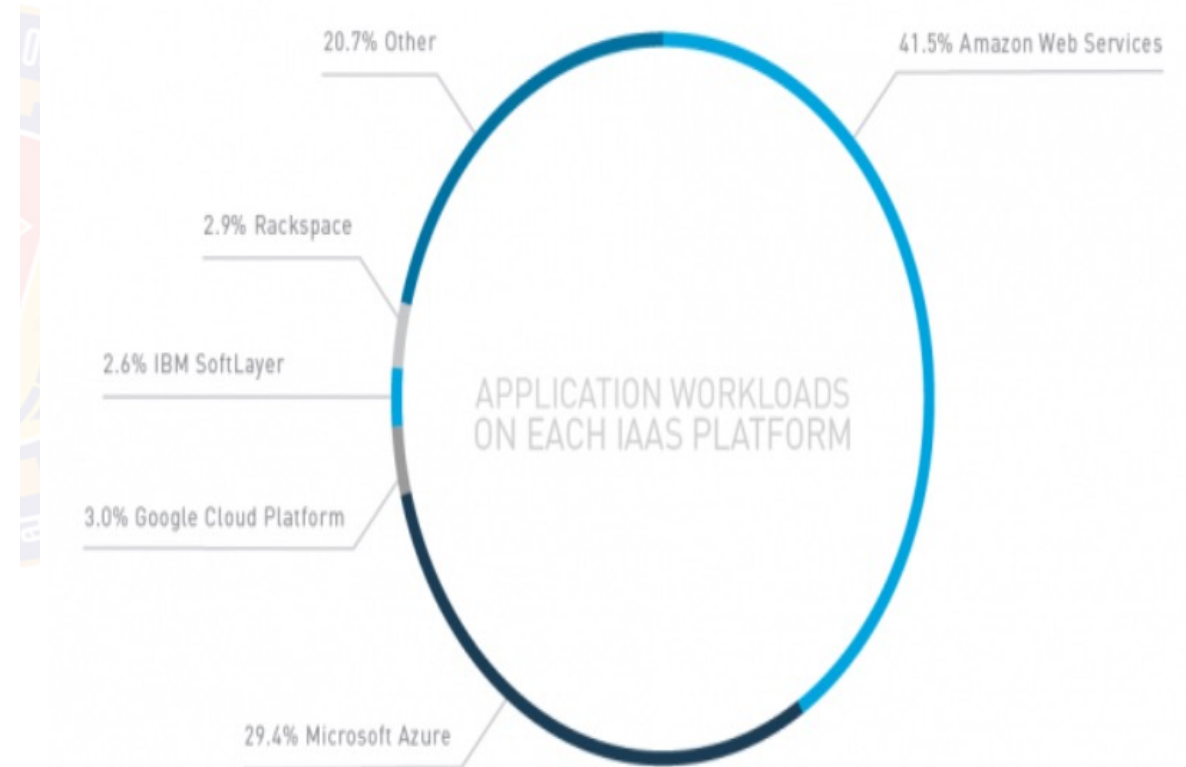 20.7% Other
41.5% Amazon Web Services
2.9% Rackspace
2.6% IBM SoftLayer
APPLICATION WORKLOADS
ON EACH IAAS PLATFORM
3.0% Google Cloud Platform
29.4% Microsoft Azure